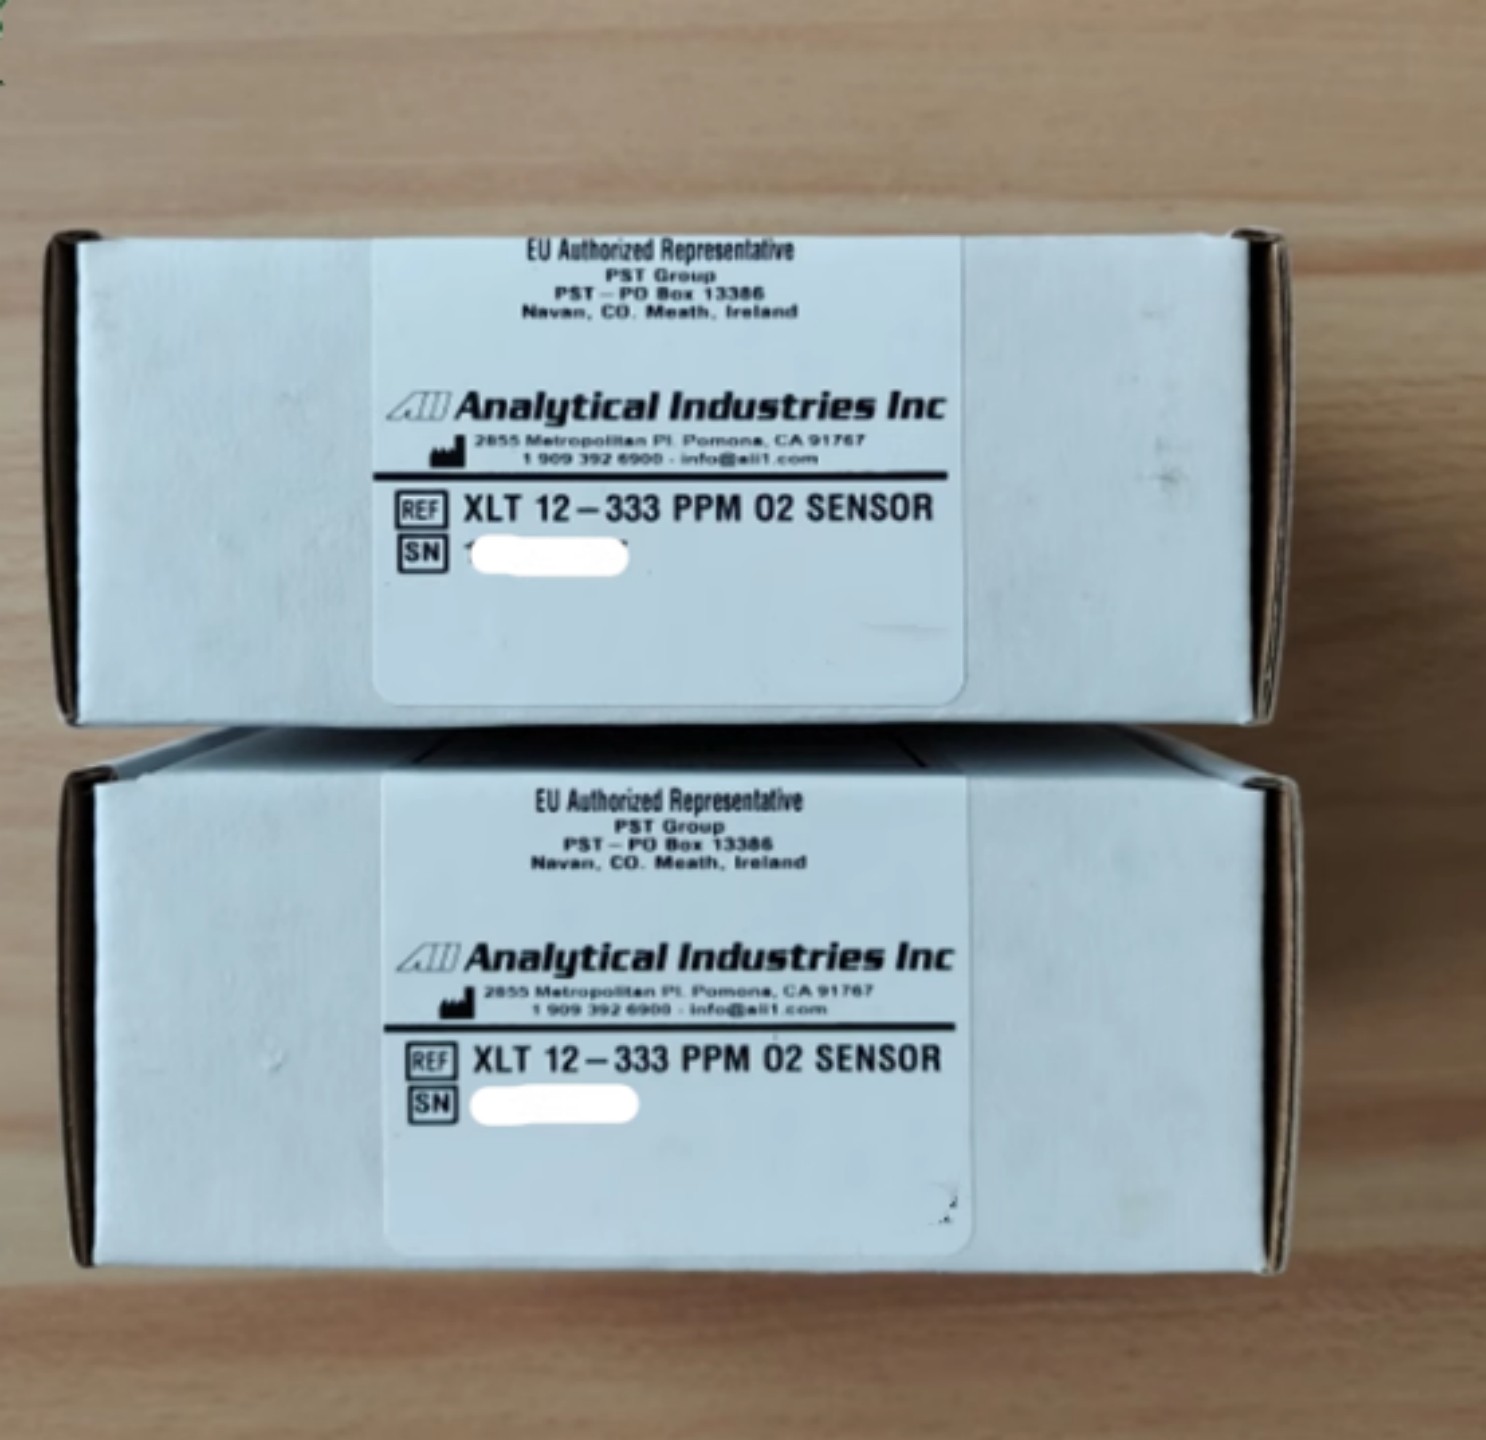 EU Authorized Representative
PST Group
PST – PO Box 13386
Navan, CO. Meath, Ireland
AII Analytical Industries Inc
2855 Metropolitan Pl. Pomona, CA 91767
1 909 392 6900 - info@aii1.com
REF XLT 12–333 PPM O2 SENSOR
SN
EU Authorized Representative
PST Group
PST – PO Box 13386
Navan, CO. Meath, Ireland
AII Analytical Industries Inc
2855 Metropolitan Pl. Pomona, CA 91767
1 909 392 6900 - info@aii1.com
REF XLT 12–333 PPM O2 SENSOR
SN